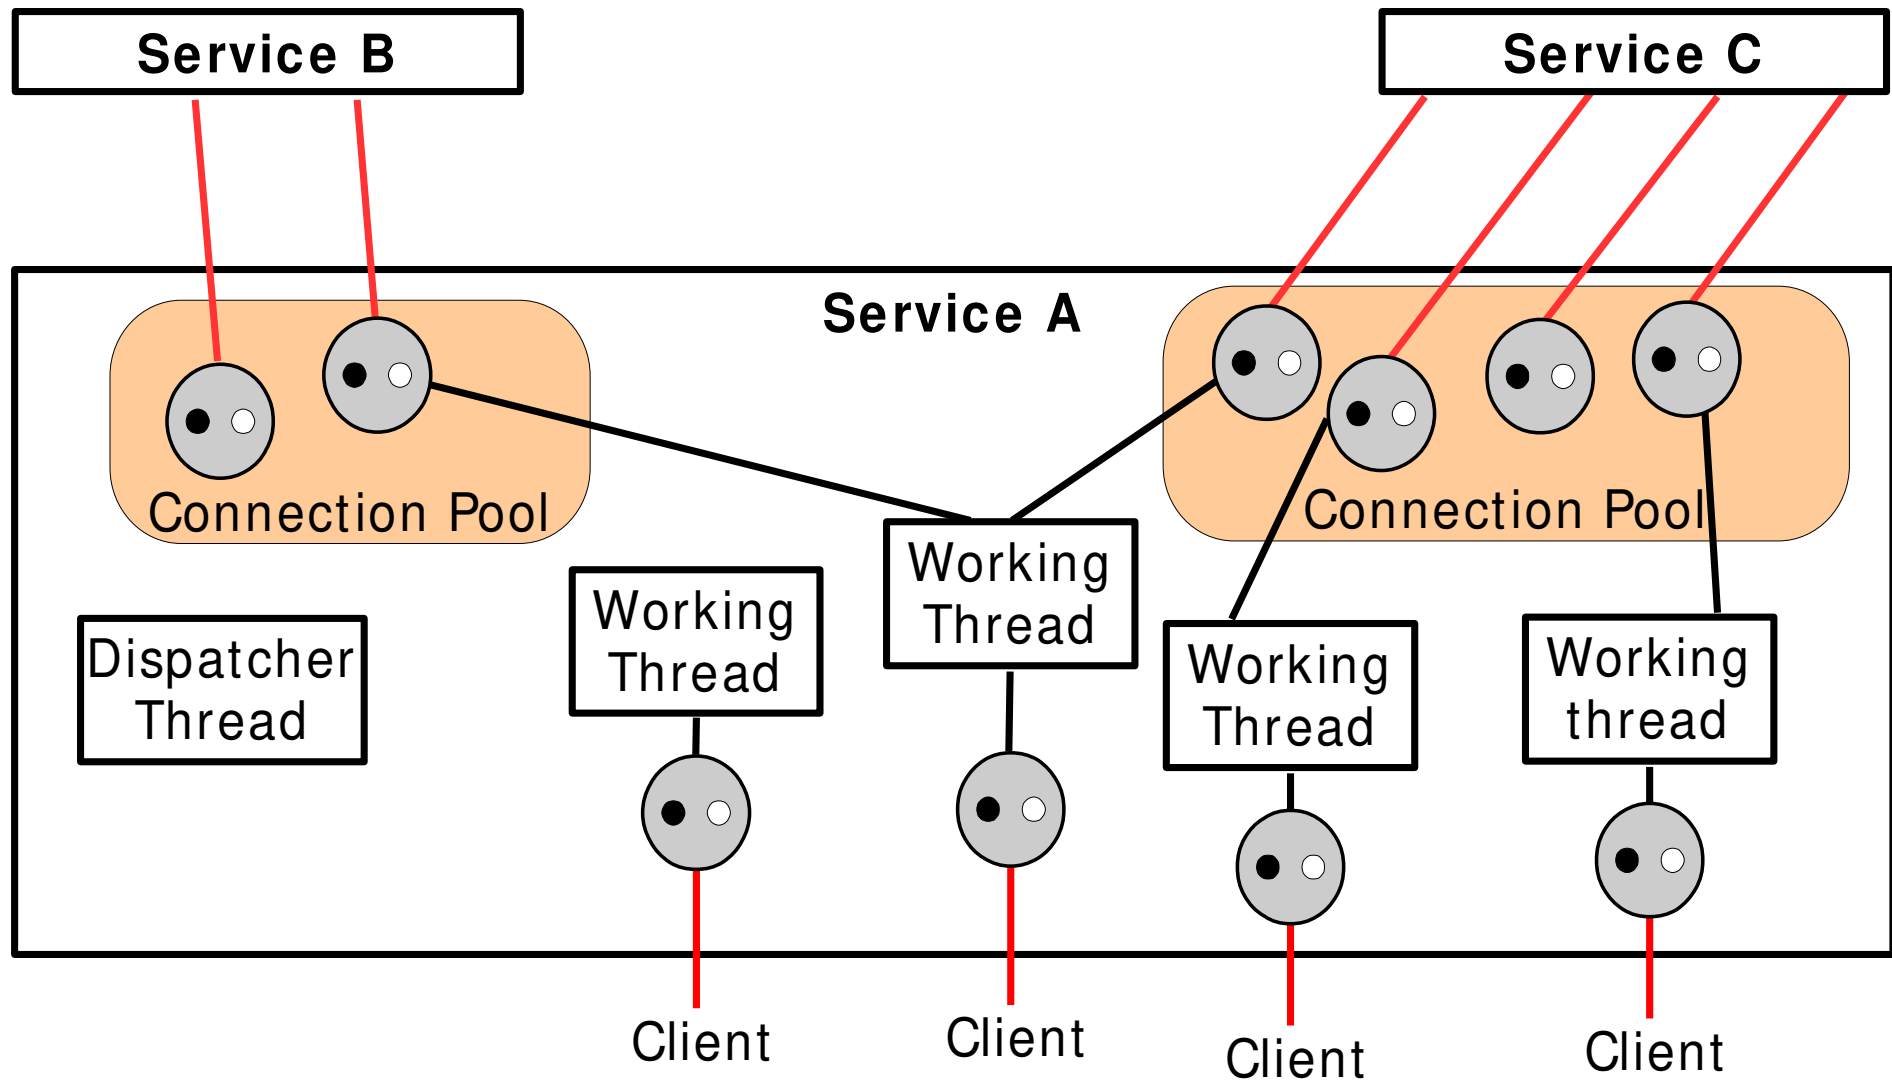 Service B
Service C
Service A
Connection Pool
Connection Pool
Working
Thread
Working
Thread
Dispatcher
Thread
Working
Thread
Working
thread
Client
Client
Client
Client